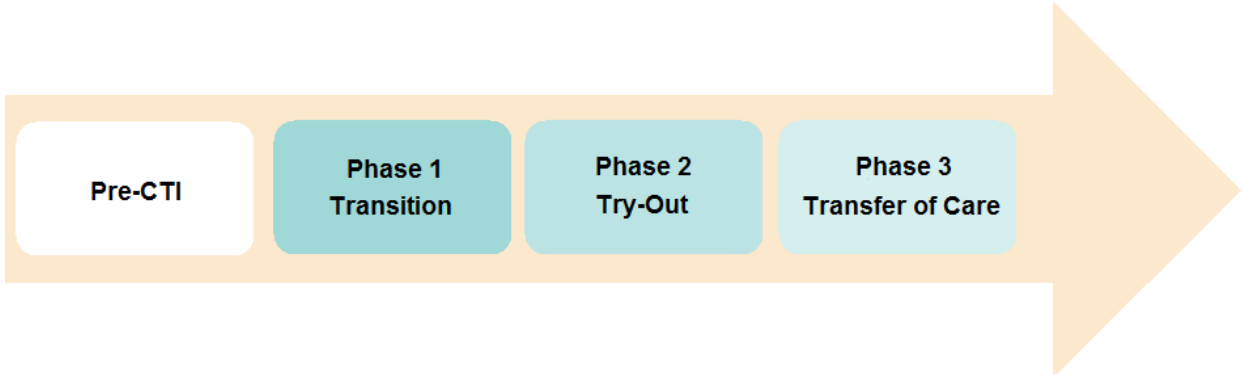 Pre-CTI
Phase 1
Transition
Phase 2
Try-Out
Phase 3
Transfer of Care